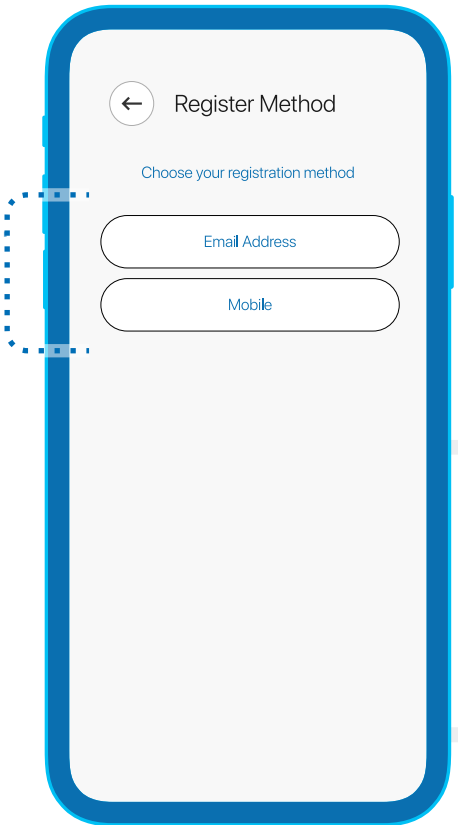 Register Method
Choose your registration method
Email Address
Mobile